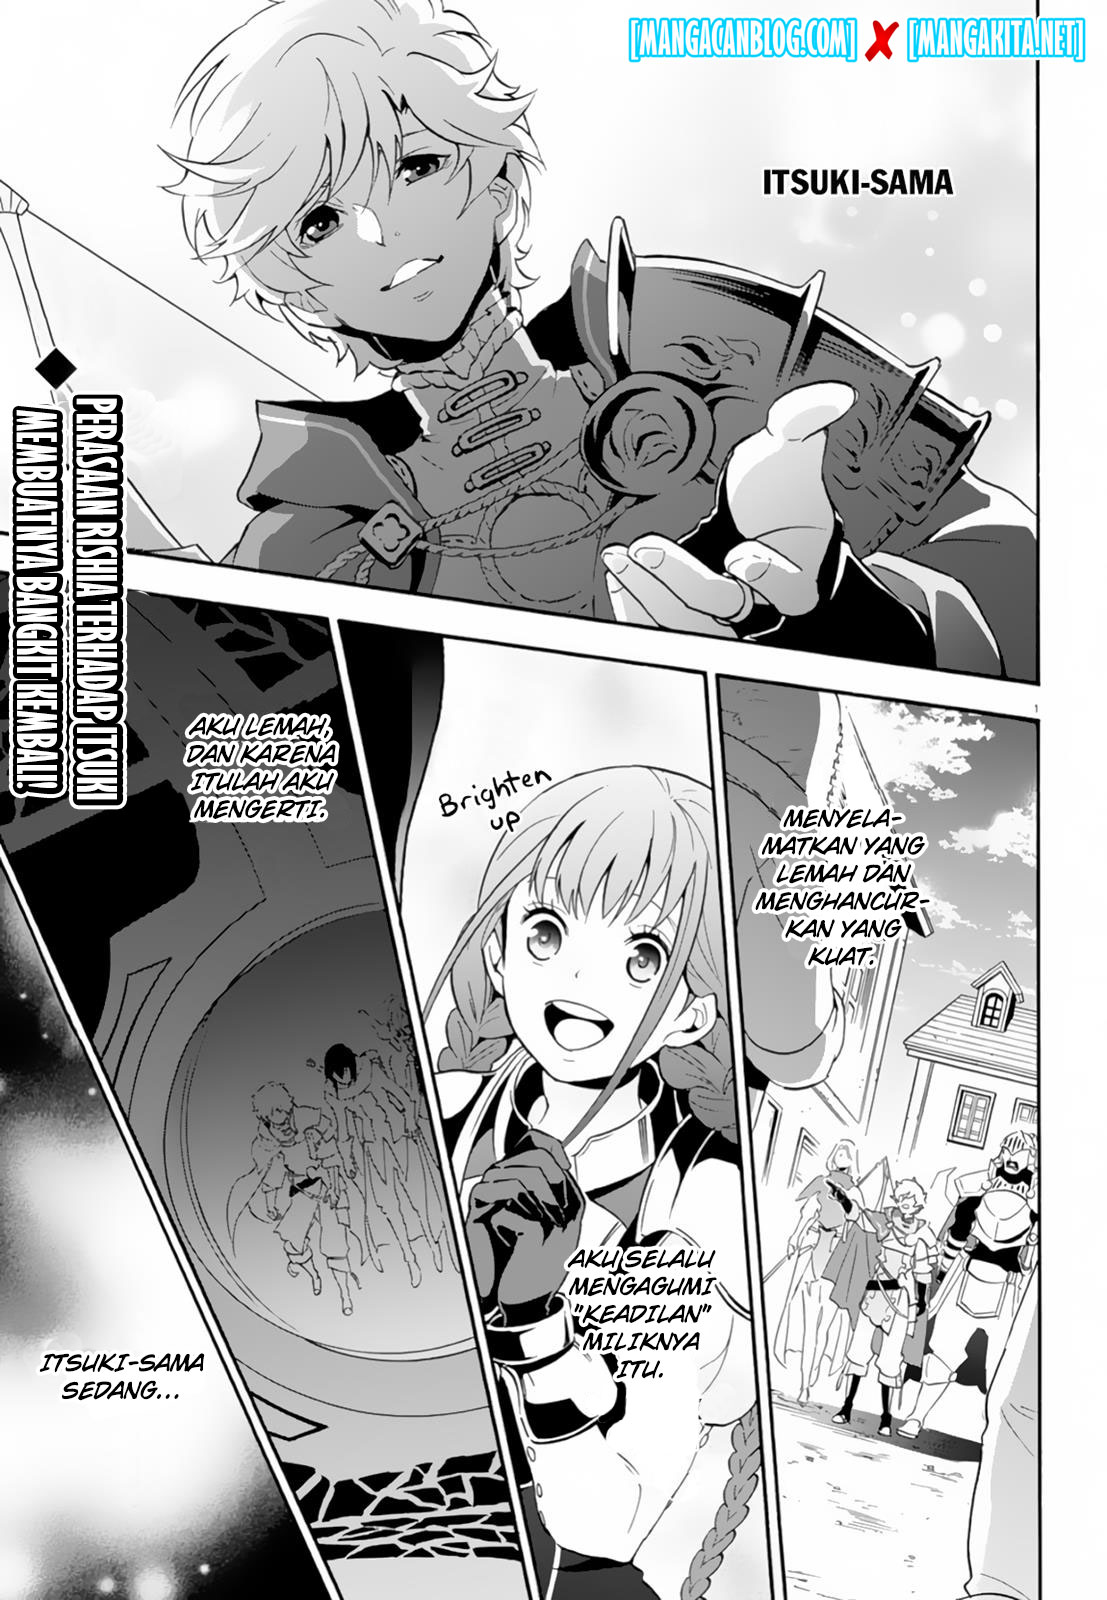 [MANGACANBLOG.COM] X [MANGAKITA.NET]
ITSUKI-SAMA
PERASAAN RISHIA TERHADAP ITSUKI
MEMBUATNYA BANGKIT KEMBALI!
1
MENYELA-
MATKAN YANG
LEMAH DAN
MENGHANCUR-
KAN YANG
KUAT.
Brighten
up
AKU SELALU
MENGAGUMI
"KEADILAN"
MILIKNYA
ITU.
AKU LEMAH,
DAN KARENA
ITULAH AKU
MENGERTI.
ITSUKI-SAMA
SEDANG...